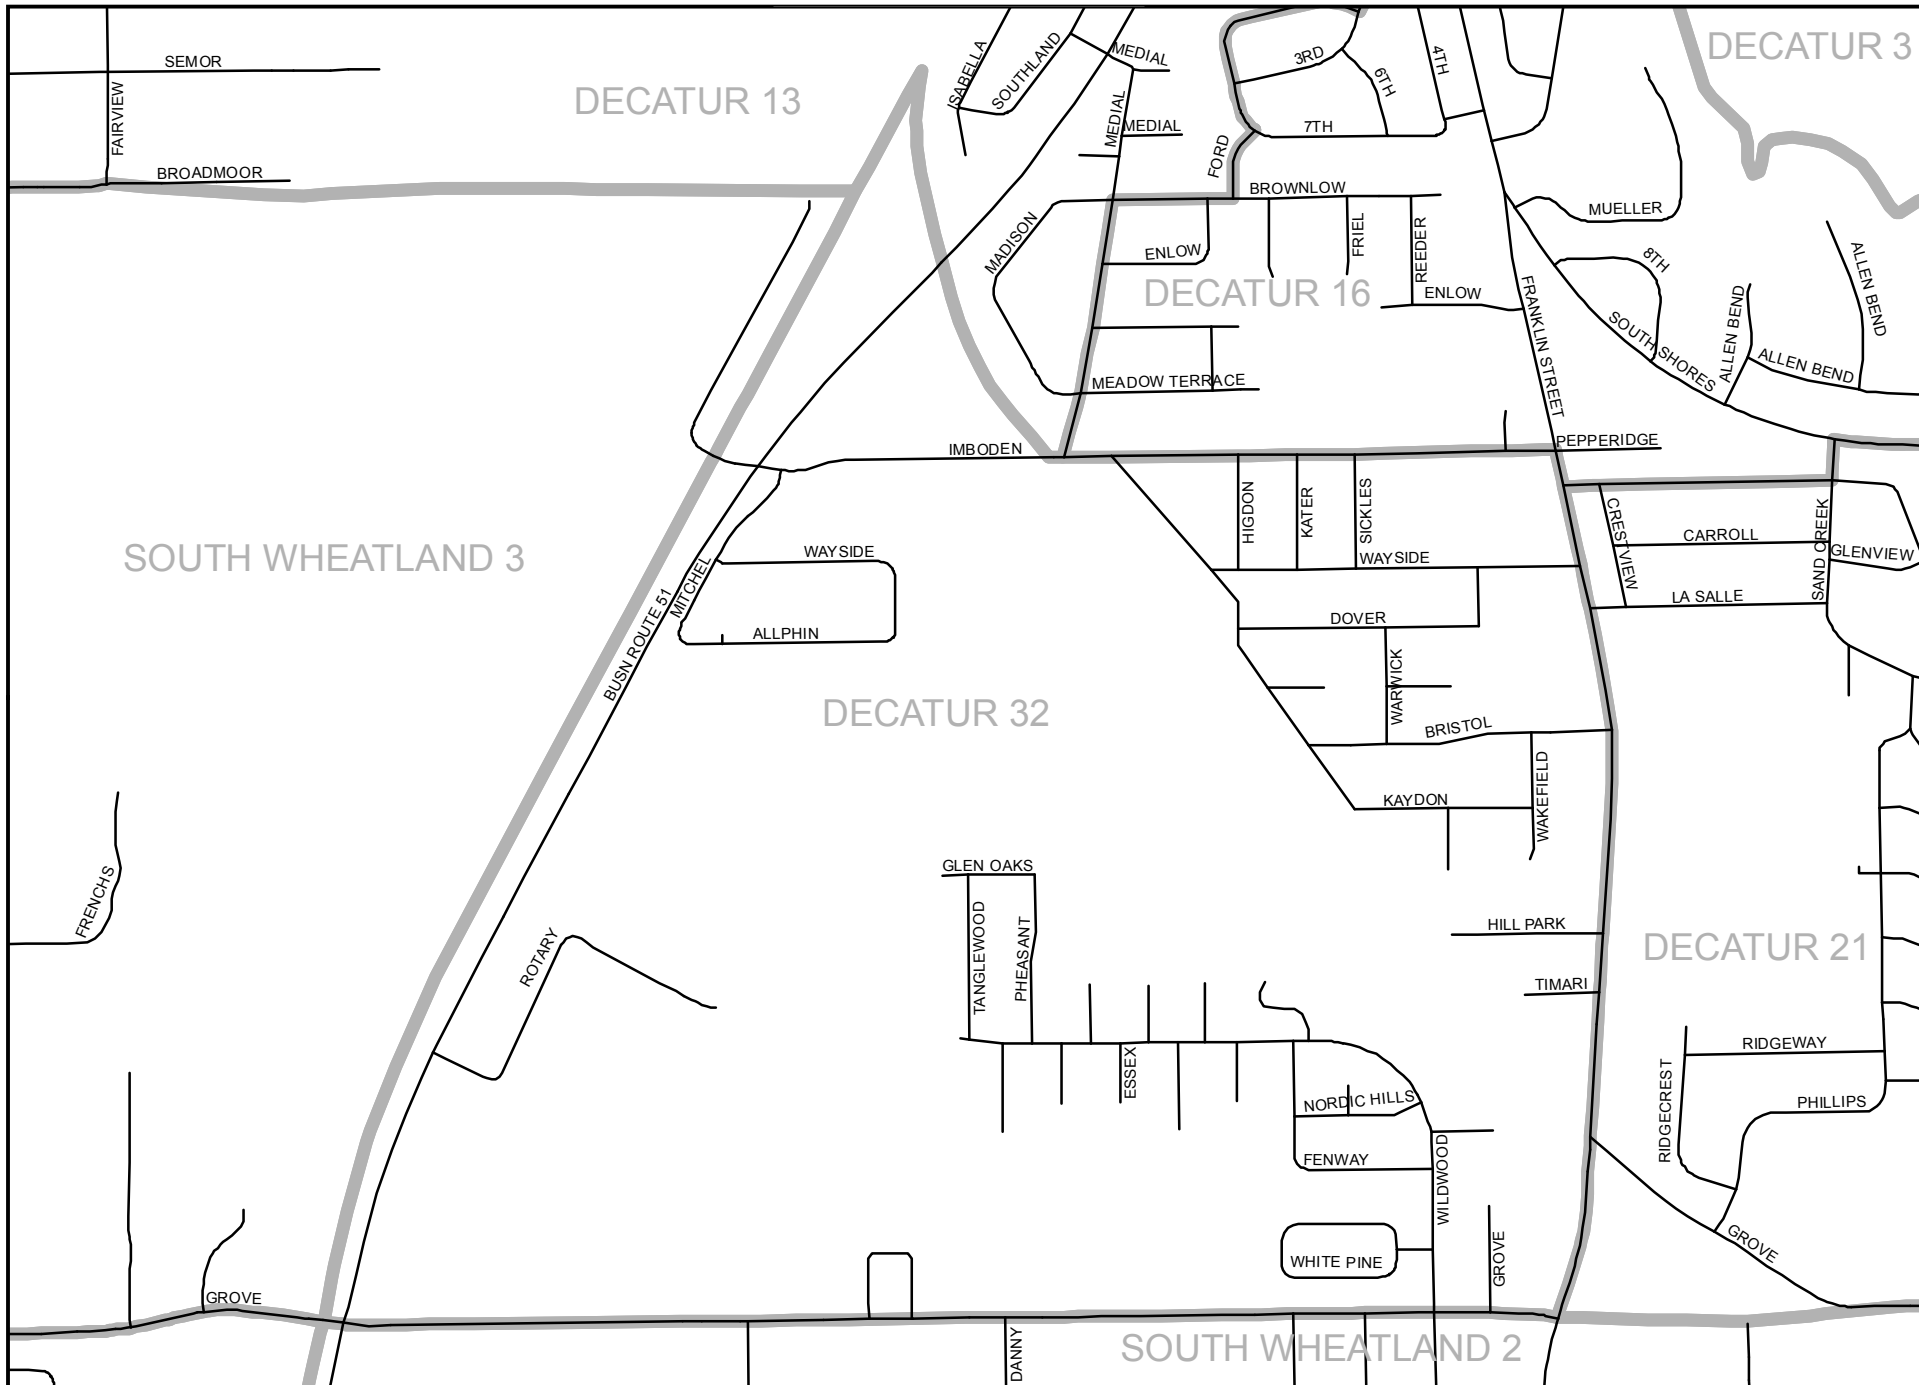 SEMOR
FAIRVIEW
BROADMOOR
DECATUR 13
ISABELLA
SOUTHLAND
MEDIAL
MEDIAL
MEDIAL
3RD
6TH
4TH
7TH
FORD
DECATUR 3
BROWNLOW
MADISON
ENLOW
FRIEL
REEDER
ENLOW
DECATUR 16
MUELLER
8TH
ALLEN BEND
ALLEN BEND
ALLEN BEND
FRANKLIN STREET
SOUTH SHORES
MEADOW TERRACE
IMBODEN
PEPPERIDGE
HIGDON
KATER
SICKLES
WAYSIDE
CRESTVIEW
CARROLL
SAND CREEK
GLENVIEW
LA SALLE
SOUTH WHEATLAND 3
WAYSIDE
MITCHEL
BUSN ROUTE 51
ALLPHIN
DOVER
WARWICK
DECATUR 32
BRISTOL
WAKEFIELD
KAYDON
GLEN OAKS
TANGLEWOOD
PHEASANT
FRENCHS
ROTARY
HILL PARK
DECATUR 21
TIMARI
RIDGEWAY
RIDGECREST
PHILLIPS
ESSEX
NORDIC HILLS
FENWAY
WILDWOOD
WHITE PINE
GROVE
GROVE
GROVE
DANNY
SOUTH WHEATLAND 2